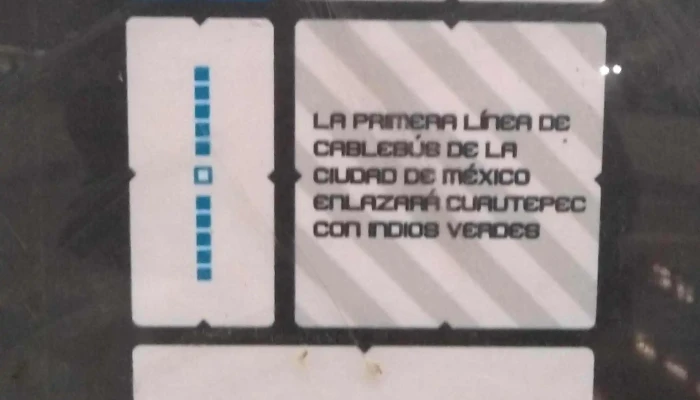 LA PRIMERA LÍNEA DE
CABLEBÚS DE LA
CIUDAD DE MÉXICO
ENLAZARÁ CUAUTEPEC
CON INDIOS VERDES